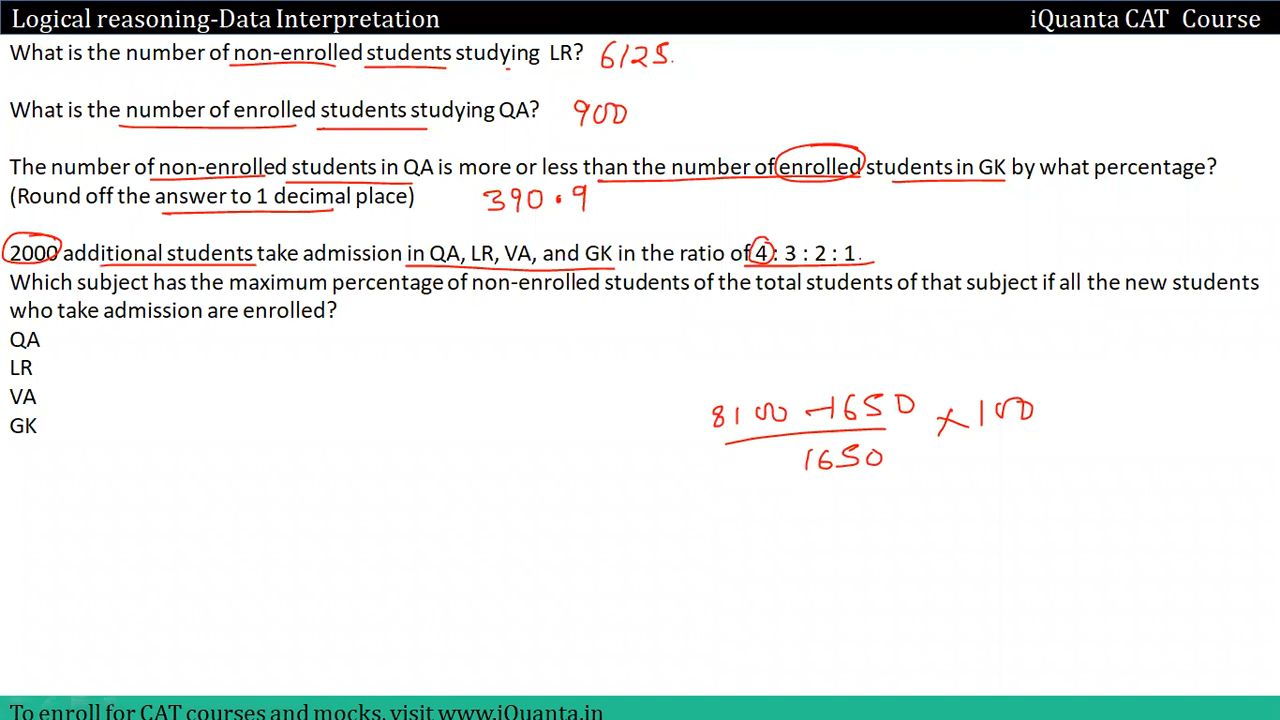 Logical reasoning-Data Interpretation
iQuanta CAT Course
What is the number of non-enrolled students studying LR? 6125.
What is the number of enrolled students studying QA? 900
The number of non-enrolled students in QA is more or less than the number of enrolled students in GK by what percentage?
(Round off the answer to 1 decimal place) 390.9
2000 additional students take admission in QA, LR, VA, and GK in the ratio of 4 : 3 : 2 : 1.
Which subject has the maximum percentage of non-enrolled students of the total students of that subject if all the new students
who take admission are enrolled?
QA
LR
VA
GK
8100 - 1650 × 100
1650
To enroll for CAT courses and mocks, visit www.iQuanta.in